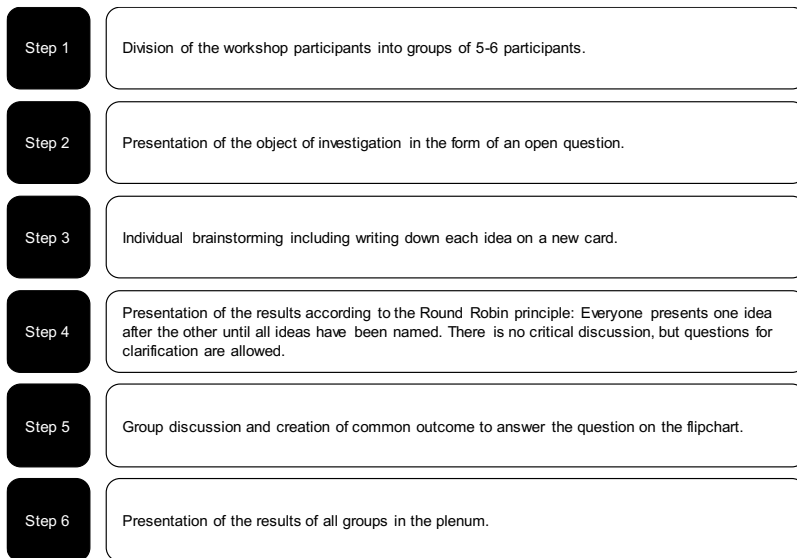 Step 1
Division of the workshop participants into groups of 5-6 participants.
Step 2
Presentation of the object of investigation in the form of an open question.
Step 3
Individual brainstorming including writing down each idea on a new card.
Step 4
Presentation of the results according to the Round Robin principle: Everyone presents one idea
after the other until all ideas have been named. There is no critical discussion, but questions for
clarification are allowed.
Step 5
Group discussion and creation of common outcome to answer the question on the flipchart.
Step 6
Presentation of the results of all groups in the plenum.